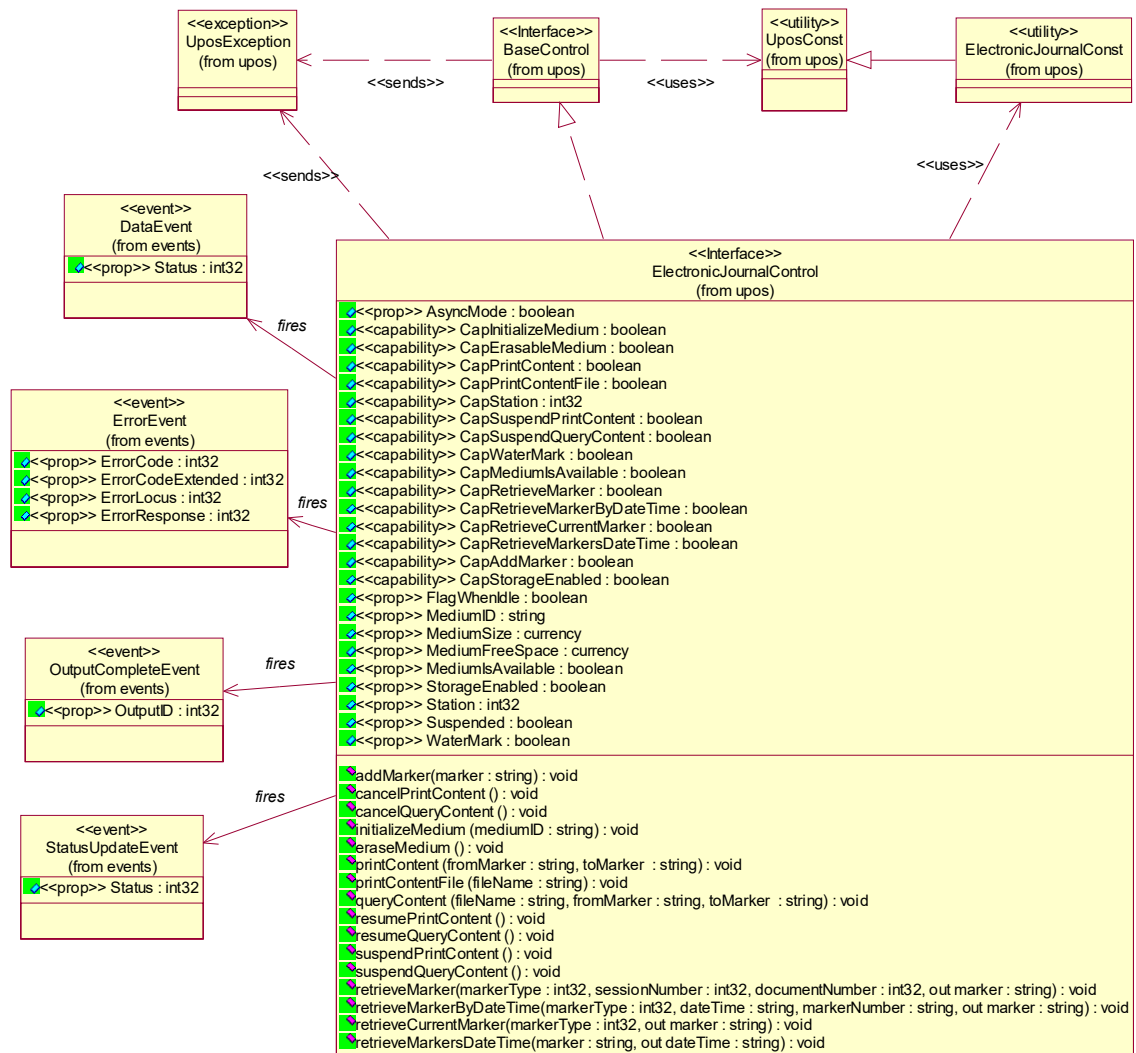 <<exception>>
UposException
(from upos)
<<Interface>>
BaseControl
(from upos)
<<utility>>
UposConst
(from upos)
<<utility>>
ElectronicJournalConst
(from upos)
<<sends>>
<<uses>>
<<sends>>
<<uses>>
<<event>>
DataEvent
(from events)
<<prop>> Status : int32
fires
<<event>>
ErrorEvent
(from events)
<<prop>> ErrorCode : int32
<<prop>> ErrorCodeExtended : int32
<<prop>> ErrorLocus : int32
<<prop>> ErrorResponse : int32
fires
<<event>>
OutputCompleteEvent
(from events)
<<prop>> OutputID : int32
fires
<<event>>
StatusUpdateEvent
(from events)
<<prop>> Status : int32
fires
<<Interface>>
ElectronicJournalControl
(from upos)
<<prop>> AsyncMode : boolean
<<capability>> CapInitializeMedium : boolean
<<capability>> CapErasableMedium : boolean
<<capability>> CapPrintContent : boolean
<<capability>> CapPrintContentFile : boolean
<<capability>> CapStation : int32
<<capability>> CapSuspendPrintContent : boolean
<<capability>> CapSuspendQueryContent : boolean
<<capability>> CapWaterMark : boolean
<<capability>> CapMediumIsAvailable : boolean
<<capability>> CapRetrieveMarker : boolean
<<capability>> CapRetrieveMarkerByDateTime : boolean
<<capability>> CapRetrieveCurrentMarker : boolean
<<capability>> CapRetrieveMarkersDateTime : boolean
<<capability>> CapAddMarker : boolean
<<capability>> CapStorageEnabled : boolean
<<prop>> FlagWhenIdle : boolean
<<prop>> MediumID : string
<<prop>> MediumSize : currency
<<prop>> MediumFreeSpace : currency
<<prop>> MediumIsAvailable : boolean
<<prop>> StorageEnabled : boolean
<<prop>> Station : int32
<<prop>> Suspended : boolean
<<prop>> WaterMark : boolean
addMarker(marker : string) : void
cancelPrintContent () : void
cancelQueryContent () : void
initializeMedium (mediumID : string) : void
eraseMedium () : void
printContent (fromMarker : string, toMarker : string) : void
printContentFile (fileName : string) : void
queryContent (fileName : string, fromMarker : string, toMarker : string) : void
resumePrintContent () : void
resumeQueryContent () : void
suspendPrintContent () : void
suspendQueryContent () : void
retrieveMarker(markerType : int32, sessionNumber : int32, documentNumber : int32, out marker : string) : void
retrieveMarkerByDateTime(markerType : int32, dateTime : string, markerNumber : string, out marker : string) : void
retrieveCurrentMarker(markerType : int32, out marker : string) : void
retrieveMarkersDateTime(marker : string, out dateTime : string) : void